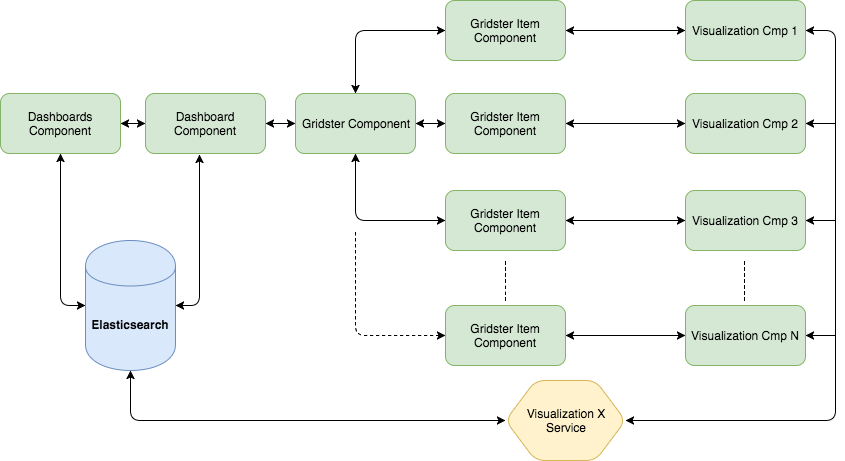 Gridster Item
Component
Visualization Cmp 1
Dashboards
Component
Dashboard
Component
Gridster Component
Gridster Item
Component
Visualization Cmp 2
Gridster Item
Component
Visualization Cmp 3
Elasticsearch
Gridster Item
Component
Visualization Cmp N
Visualization X
Service